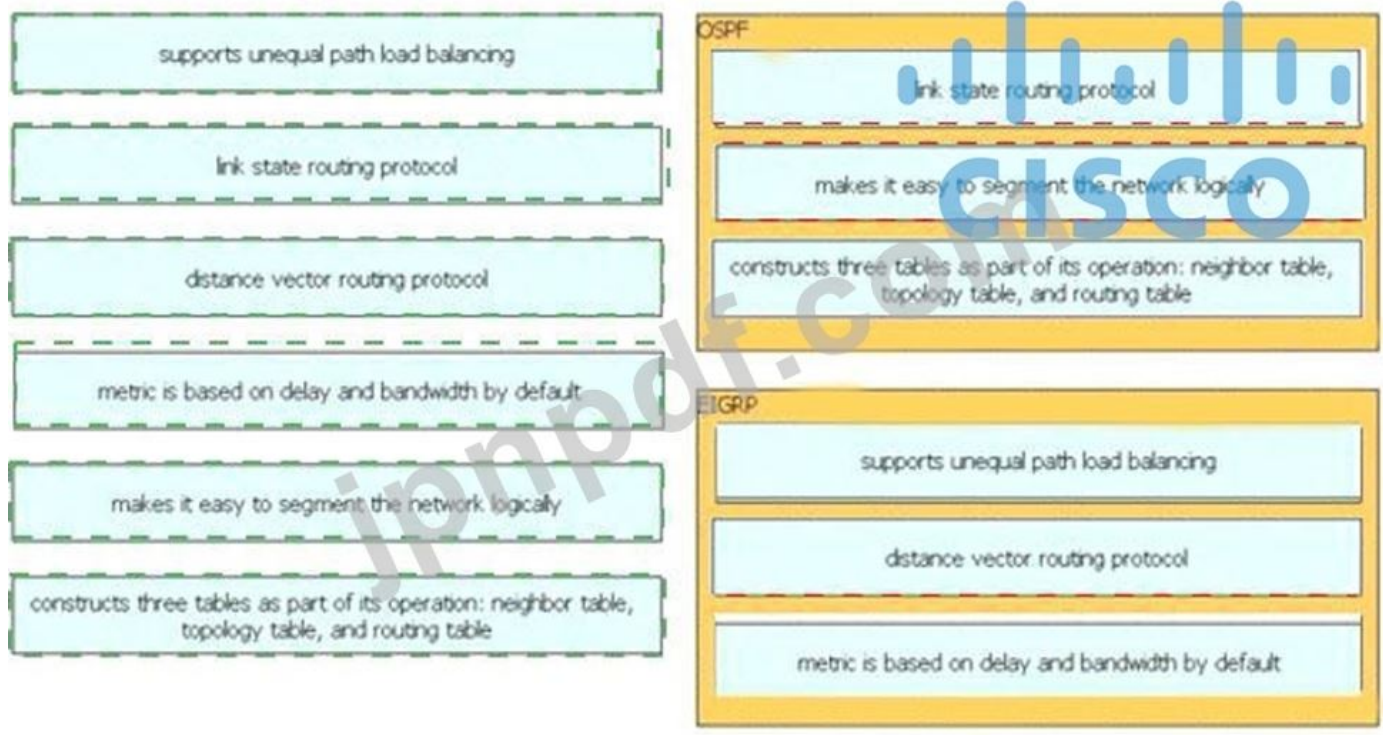 supports unequal path load balancing
link state routing protocol
distance vector routing protocol
metric is based on delay and bandwidth by default
makes it easy to segment the network logically
constructs three tables as part of its operation: neighbor table,
topology table, and routing table
OSPF
link state routing protocol
makes it easy to segment the network logically
constructs three tables as part of its operation: neighbor table,
topology table, and routing table
EIGRP
supports unequal path load balancing
distance vector routing protocol
metric is based on delay and bandwidth by default
CISCO
jpnpdf.com